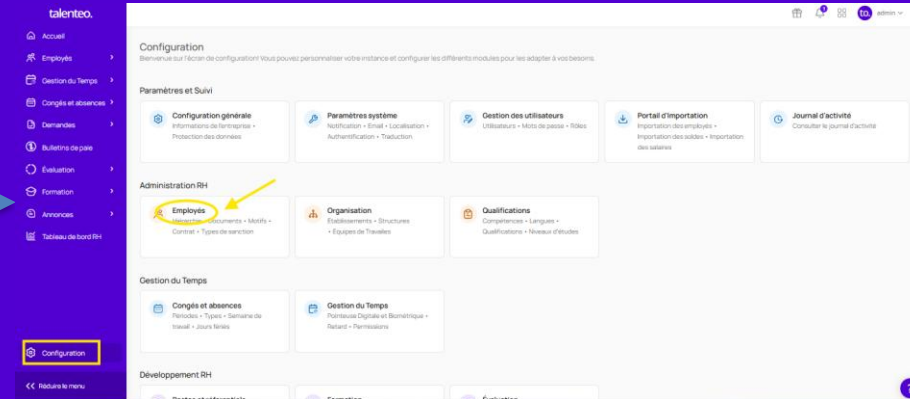 talenteo.
admin
Accueil
Employés
Gestion du Temps
Congés et absences
Demandes
Bulletins de paie
Évaluation
Formation
Annonces
Tableau de bord RH
Configuration
Réduire le menu
Configuration
Bienvenue sur l'écran de configuration! Vous pouvez personnaliser votre instance et configurer les différents modules pour les adapter à vos besoins.
Paramètres et Suivi
Configuration générale
Informations de l'entreprise •
Protection des données
Paramètres système
Notification • Email • Localisation •
Authentification • Traduction
Gestion des utilisateurs
Utilisateurs • Mots de passe • Rôles
Portail d'Importation
Importation des employés •
Importation des soldes • Importation
des salaires
Journal d'activité
Consulter le journal d'activité
Administration RH
Employés
Hiérarchie • Documents • Motifs •
Contrat • Types de sanction
Organisation
Etablissements • Structures
• Equipes de Travailles
Qualifications
Compétences • Langues •
Qualifications • Niveaux d'études
Gestion du Temps
Congés et absences
Périodes • Types • Semaine de
travail • Jours fériés
Gestion du Temps
Pointeuse Digitale et Biométrique •
Retard • Permissions
Développement RH
Formation
Évaluation